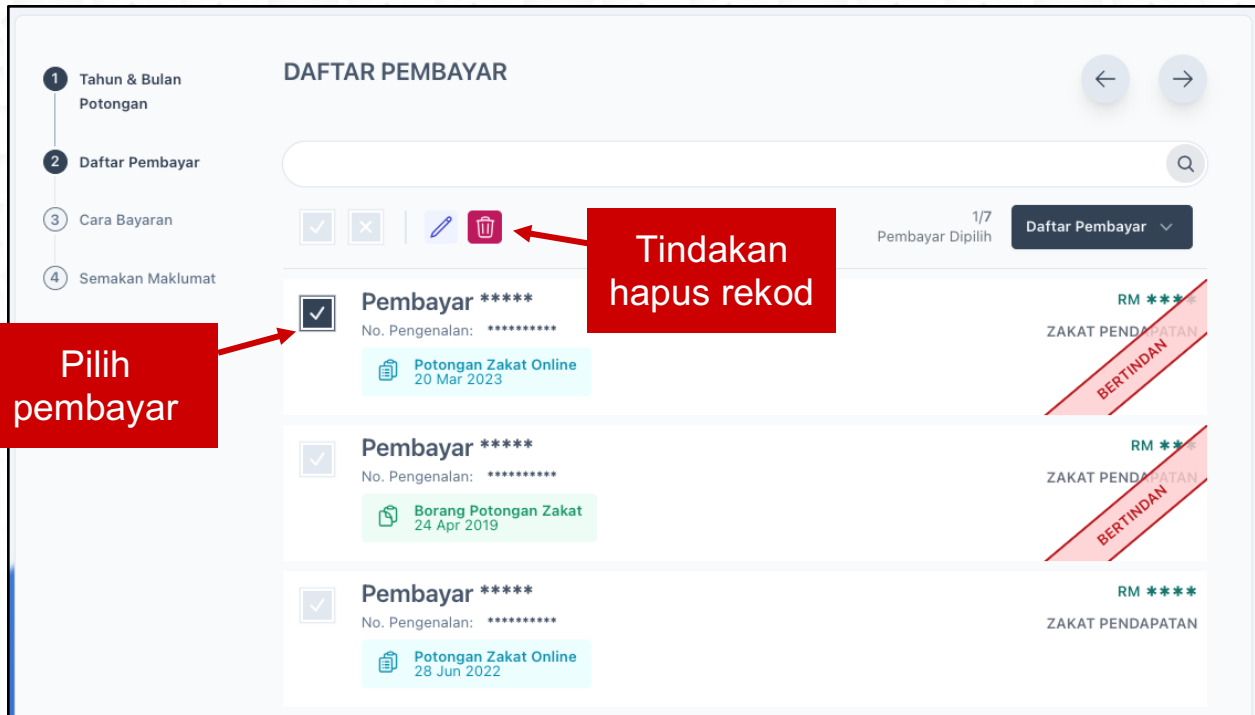 1 Tahun & Bulan
Potongan
2 Daftar Pembayar
3 Cara Bayaran
4 Semakan Maklumat
DAFTAR PEMBAYAR
1/7
Pembayar Dipilih
Daftar Pembayar
Tindakan
hapus rekod
Pilih
pembayar
Pembayar *****
No. Pengenalan: **********
Potongan Zakat Online
20 Mar 2023
RM ****
ZAKAT PENDAPATAN
BERTINDAN
Pembayar *****
No. Pengenalan: **********
Borang Potongan Zakat
24 Apr 2019
RM ***
ZAKAT PENDAPATAN
BERTINDAN
Pembayar *****
No. Pengenalan: **********
Potongan Zakat Online
28 Jun 2022
RM ****
ZAKAT PENDAPATAN